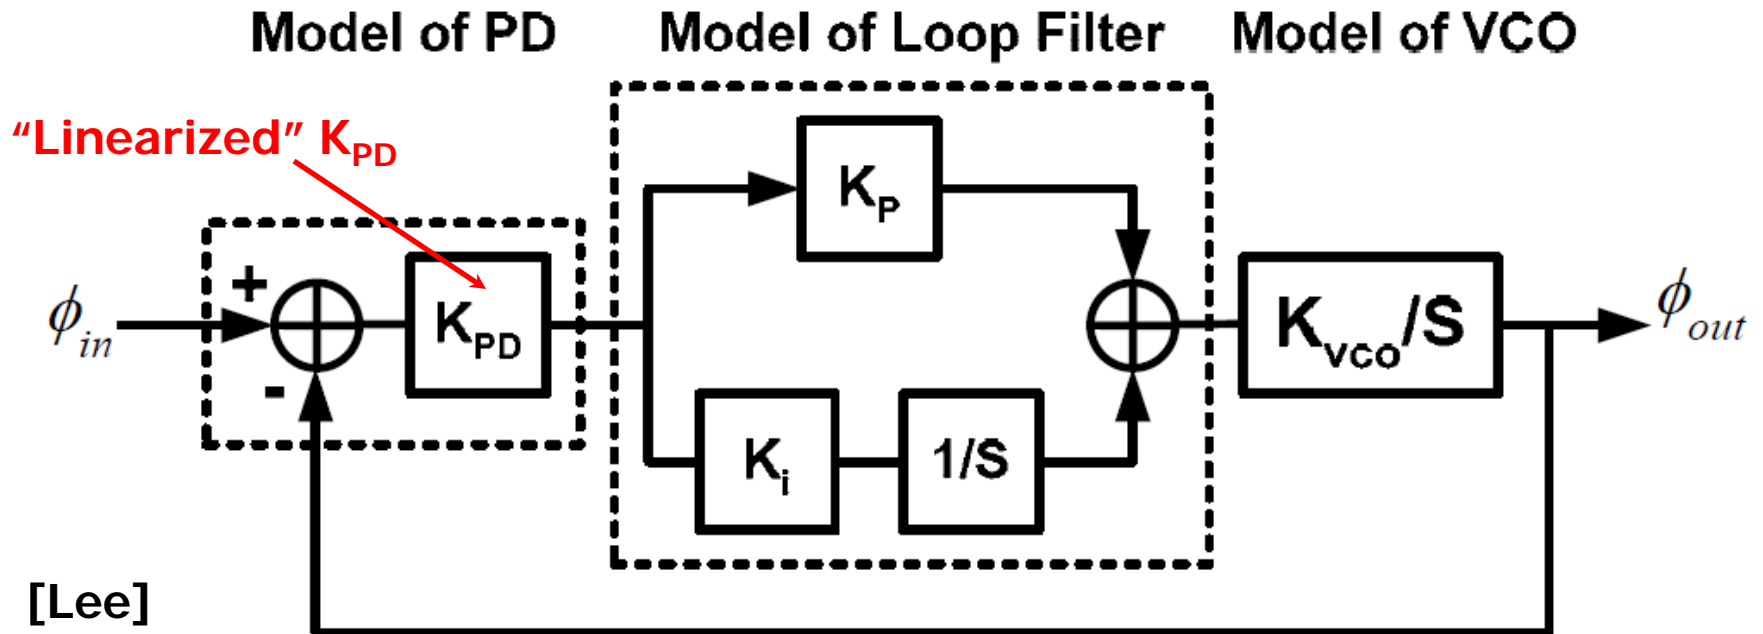 Model of PD
Model of Loop Filter
Model of VCO
“Linearized” K_PD
K_P
+
ϕ_in
K_PD
K_VCO/S
ϕ_out
-
K_i
1/S
[Lee]